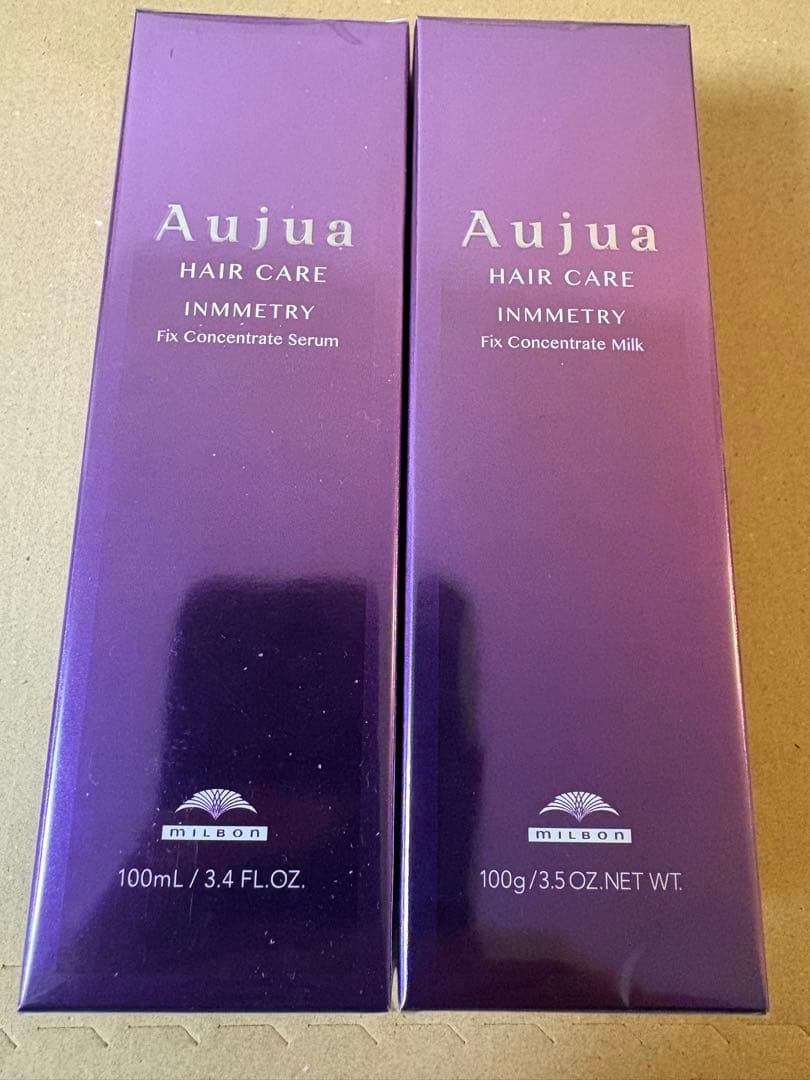 Aujua
HAIR CARE
INMMETRY
Fix Concentrate Serum
MILBON
100mL / 3.4 FL.OZ.
Aujua
HAIR CARE
INMMETRY
Fix Concentrate Milk
MILBON
100g/3.5 OZ.NET WT.